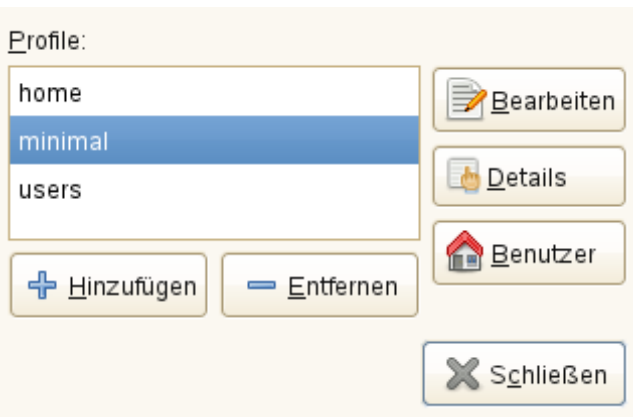 Profile:
home
Bearbeiten
minimal
Details
users
Benutzer
Hinzufügen
Entfernen
Schließen